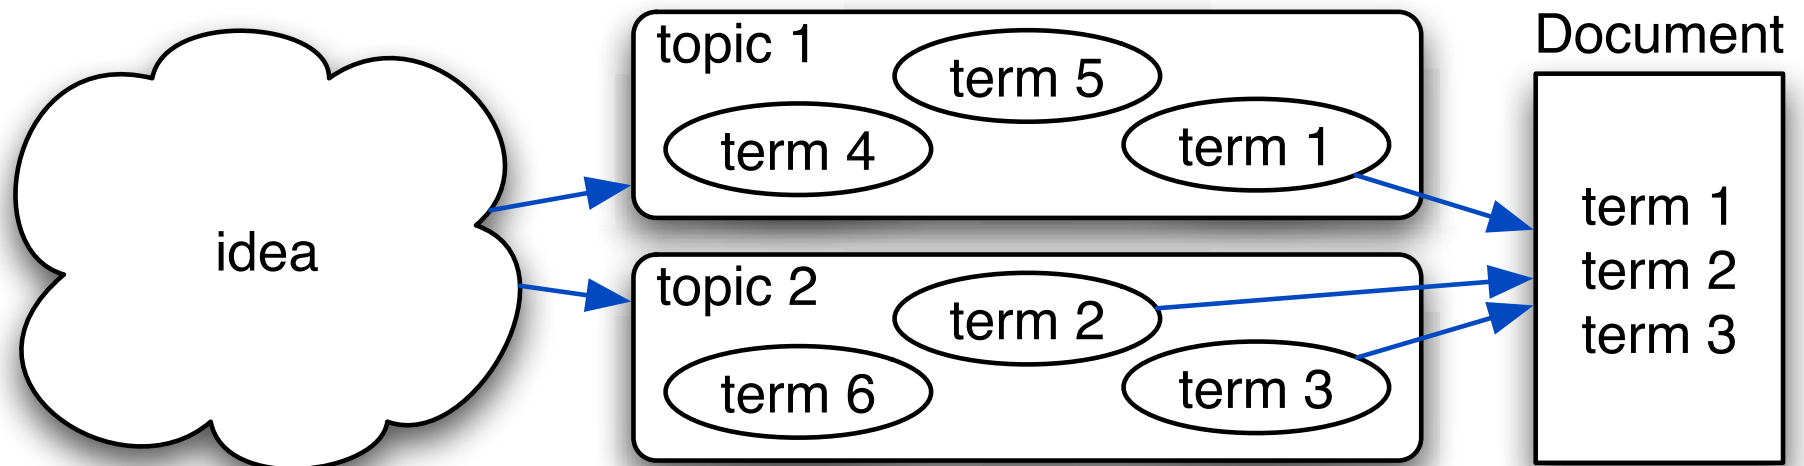 idea
topic 1
term 5
term 4
term 1
topic 2
term 2
term 6
term 3
Document
term 1
term 2
term 3